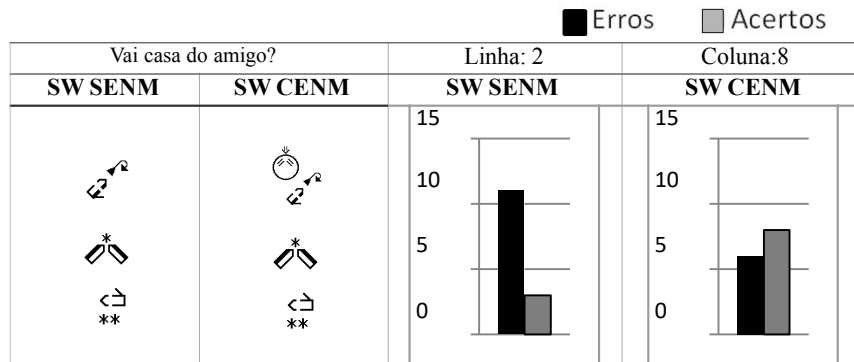 Erros Acertos
Vai casa do amigo? Linha: 2 Coluna:8
SW SENM SW CENM SW SENM SW CENM
15 15
10 10
5 5
0 0